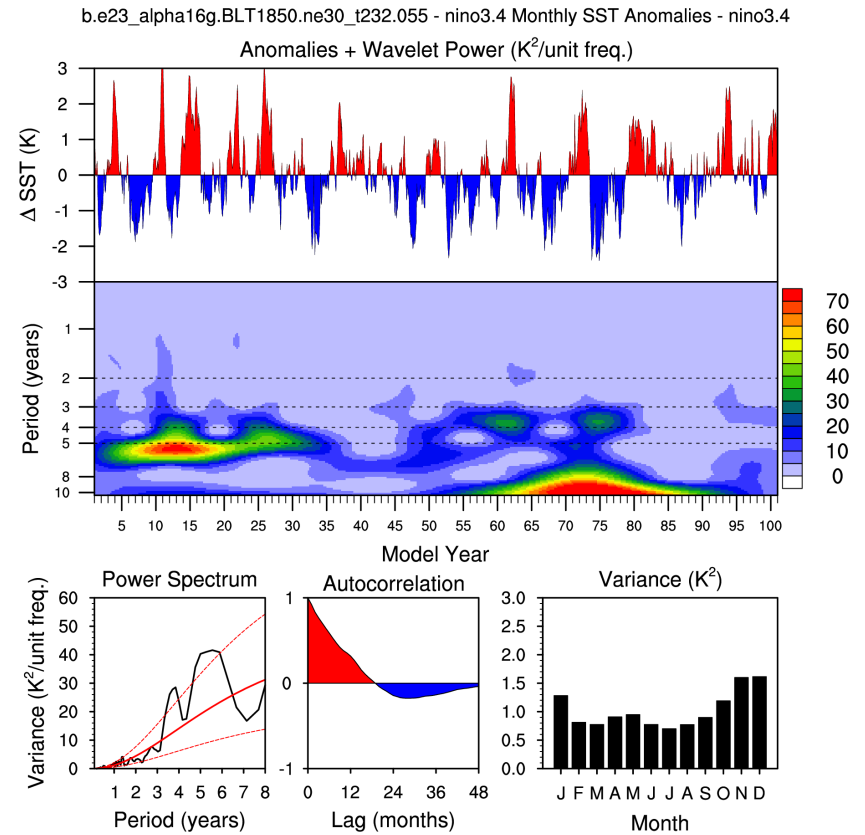 b.e23_alpha16g.BLT1850.ne30_t232.055 - nino3.4 Monthly SST Anomalies - nino3.4
Anomalies + Wavelet Power (K²/unit freq.)
Δ SST (K)
3
2
1
0
-1
-2
-3
Period (years)
1
2
3
4
5
8
10
70
60
50
40
30
20
10
0
5 10 15 20 25 30 35 40 45 50 55 60 65 70 75 80 85 90 95 100
Model Year
Power Spectrum
Variance (K²/unit freq.)
60
50
40
30
20
10
0
1 2 3 4 5 6 7 8
Period (years)
Autocorrelation
1
0
-1
0 12 24 36 48
Lag (months)
Variance (K²)
3.0
2.5
2.0
1.5
1.0
0.5
0.0
J F M A M J J A S O N D
Month